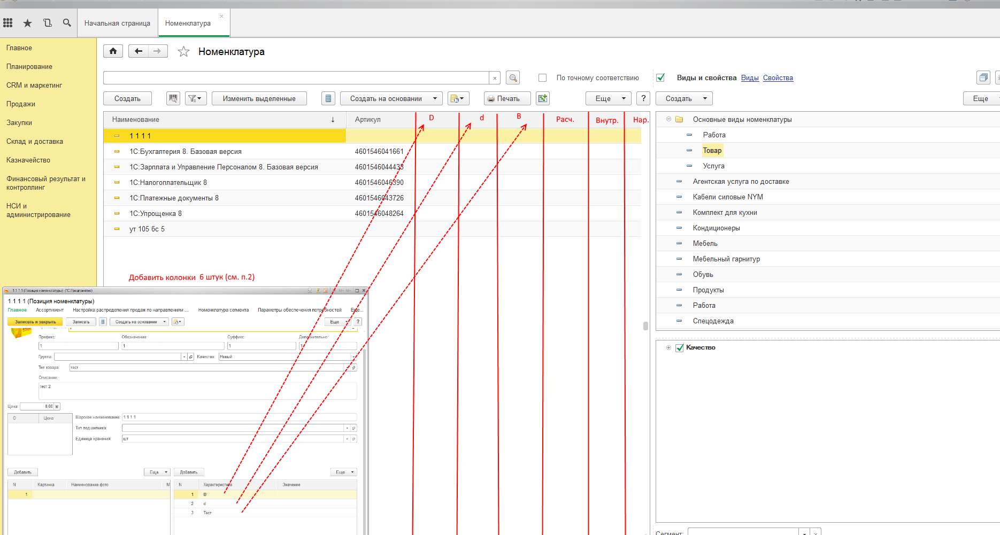 Начальная страница
Номенклатура
Главное
Планирование
CRM и маркетинг
Продажи
Закупки
Склад и доставка
Казначейство
Финансовый результат и
контроллинг
НСИ и
администрирование
Номенклатура
По точному соответствию
Виды и свойства Виды Свойства
Создать
Изменить выделенные
Создать на основании
Печать
Еще
?
Создать
Еще
Наименование
Артикул
D
d
B
Расч.
Внутр.
Нар.
1 1 1 1
1С:Бухгалтерия 8. Базовая версия 4601546041661
1С:Зарплата и Управление Персоналом 8. Базовая версия 4601546044433
1С:Налогоплательщик 8 4601546046390
1С:Платежные документы 8 4601546043726
1С:Упрощенка 8 4601546048264
ут 105 бс 5
Основные виды номенклатуры
Работа
Товар
Услуга
Агентская услуга по доставке
Кабели силовые NYM
Комплект для кухни
Кондиционеры
Мебель
Мебельный гарнитур
Обувь
Продукты
Работа
Спецодежда
Качество
Сегмент:
Добавить колонки 6 штук (см. п.2)
1 1 1 1 (Позиция номенклатуры) (1С:Предприятие)
M M+ M-
1 1 1 1 (Позиция номенклатуры)
Главное Ассортимент Настройка распределения продаж по направлениям ... Номенклатура сегмента Параметры обеспечения потребностей Еще...
Записать и закрыть Записать Создать на основании Еще ?
Префикс: Обозначение: Суффикс: Дополнительно:
1 1 1 1
Группа: Качество: Новый
Тип товара: тест
Описание:
тест 2
Цена: 0,00
С Цена
Шарокое наименование: 1 1 1 1
Тип подшипника:
Единица хранения: шт
Добавить Еще Добавить Еще
N Картинка Наименование фото М N Характеристика Значение
1 1 B
2 d
3 Тест